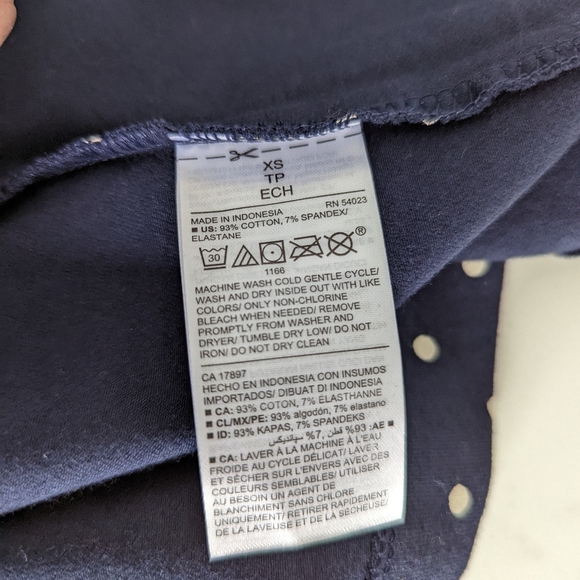 XS
TP
ECH
MADE IN INDONESIA RN 54023
■ US: 93% COTTON, 7% SPANDEX/
ELASTANE
30 ®
1166
MACHINE WASH COLD GENTLE CYCLE/
WASH AND DRY INSIDE OUT WITH LIKE
COLORS/ ONLY NON-CHLORINE
BLEACH WHEN NEEDED/ REMOVE
PROMPTLY FROM WASHER AND
DRYER/ TUMBLE DRY LOW/ DO NOT
IRON/ DO NOT DRY CLEAN
CA 17897
HECHO EN INDONESIA CON INSUMOS
IMPORTADOS/ DIBUAT DI INDONESIA
■ CA: 93% COTON, 7% ELASTHANNE
■ CL/MX/PE: 93% algodón, 7% elastano
■ ID: 93% KAPAS, 7% SPANDEKS
■ AE: 93% قطن, 7% سباندیکس
■ CA: LAVER À LA MACHINE À L'EAU
FROIDE AU CYCLE DÉLICAT/ LAVER
ET SÉCHER SUR L'ENVERS AVEC DES
COULEURS SEMBLABLES/ UTILISER
AU BESOIN UN AGENT DE
BLANCHIMENT SANS CHLORE
UNIQUEMENT/ RETIRER RAPIDEMENT
DE LA LAVEUSE ET DE LA SÉCHEUSE/